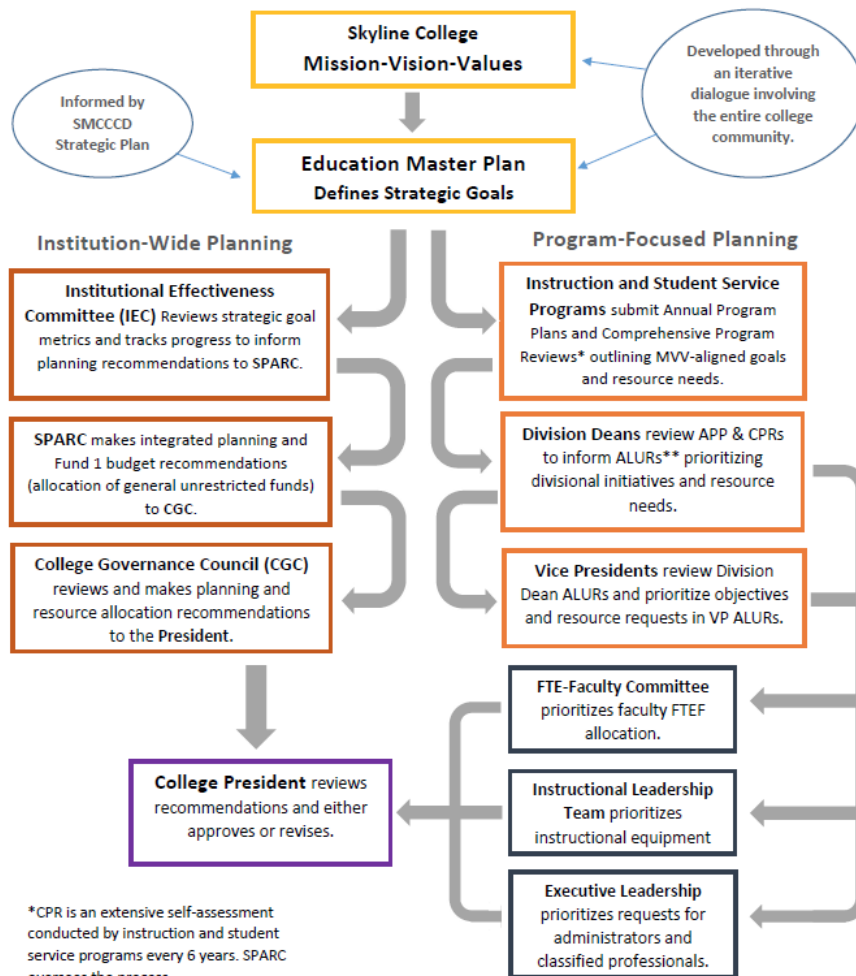 Skyline College
Mission-Vision-Values
Developed through
an iterative
dialogue involving
the entire college
community.
Informed by
SMCCCD
Strategic Plan
Education Master Plan
Defines Strategic Goals
Institution-Wide Planning
Institutional Effectiveness
Committee (IEC) Reviews strategic goal
metrics and tracks progress to inform
planning recommendations to SPARC.
SPARC makes integrated planning and
Fund 1 budget recommendations
(allocation of general unrestricted funds)
to CGC.
College Governance Council (CGC)
reviews and makes planning and
resource allocation recommendations
to the President.
Program-Focused Planning
Instruction and Student Service
Programs submit Annual Program
Plans and Comprehensive Program
Reviews* outlining MVV-aligned goals
and resource needs.
Division Deans review APP & CPRs
to inform ALURs** prioritizing
divisional initiatives and resource
needs.
Vice Presidents review Division
Dean ALURs and prioritize objectives
and resource requests in VP ALURs.
FTE-Faculty Committee
prioritizes faculty FTEF
allocation.
Instructional Leadership
Team prioritizes
instructional equipment
Executive Leadership
prioritizes requests for
administrators and
classified professionals.
College President reviews
recommendations and either
approves or revises.
*CPR is an extensive self-assessment
conducted by instruction and student
service programs every 6 years. SPARC